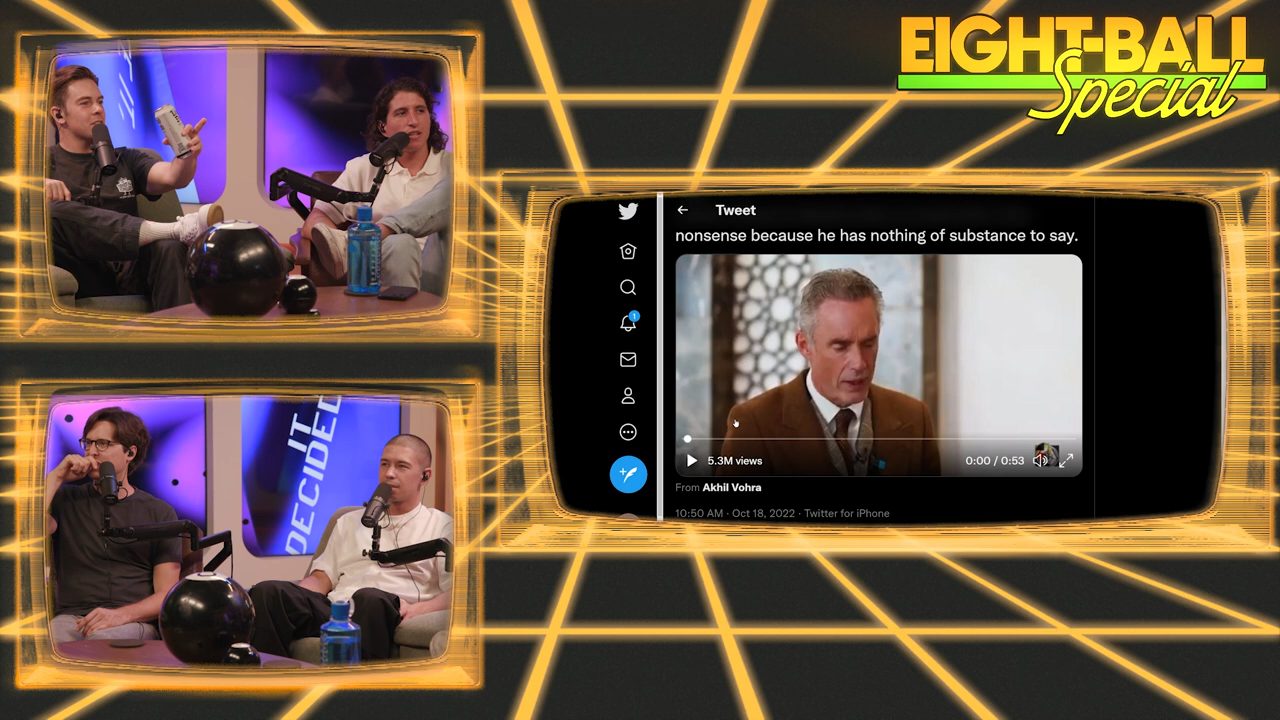 EIGHT-BALL
Special
Tweet
nonsense because he has nothing of substance to say.
1
5.3M views
0:00 / 0:53
From Akhil Vohra
10:50 AM · Oct 18, 2022 · Twitter for iPhone
IT
DECIDED